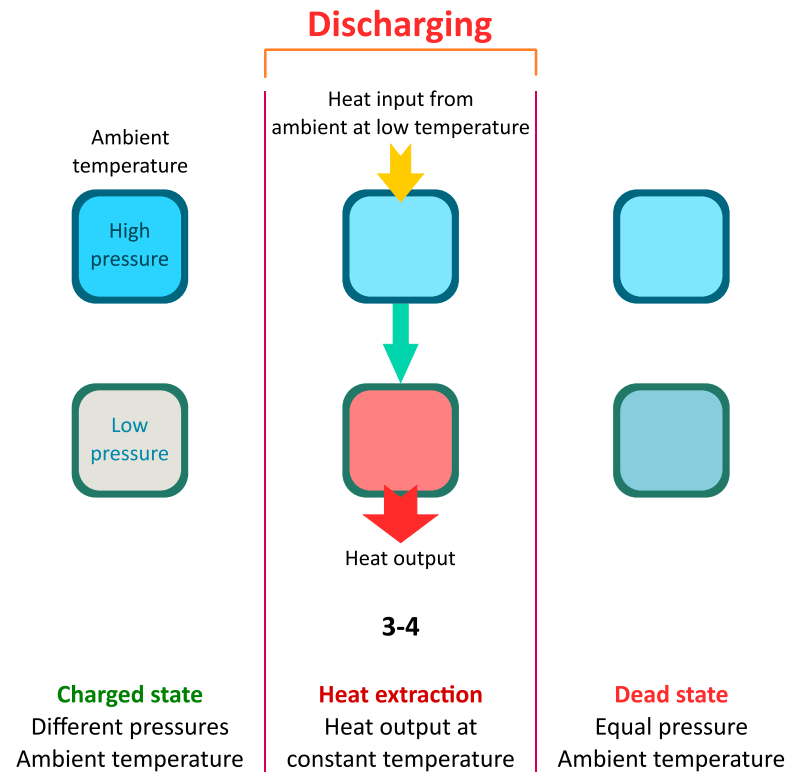 Discharging
Heat input from
ambient at low temperature
Ambient
temperature
High
pressure
Low
pressure
Heat output
3-4
Charged state
Different pressures
Ambient temperature
Heat extraction
Heat output at
constant temperature
Dead state
Equal pressure
Ambient temperature